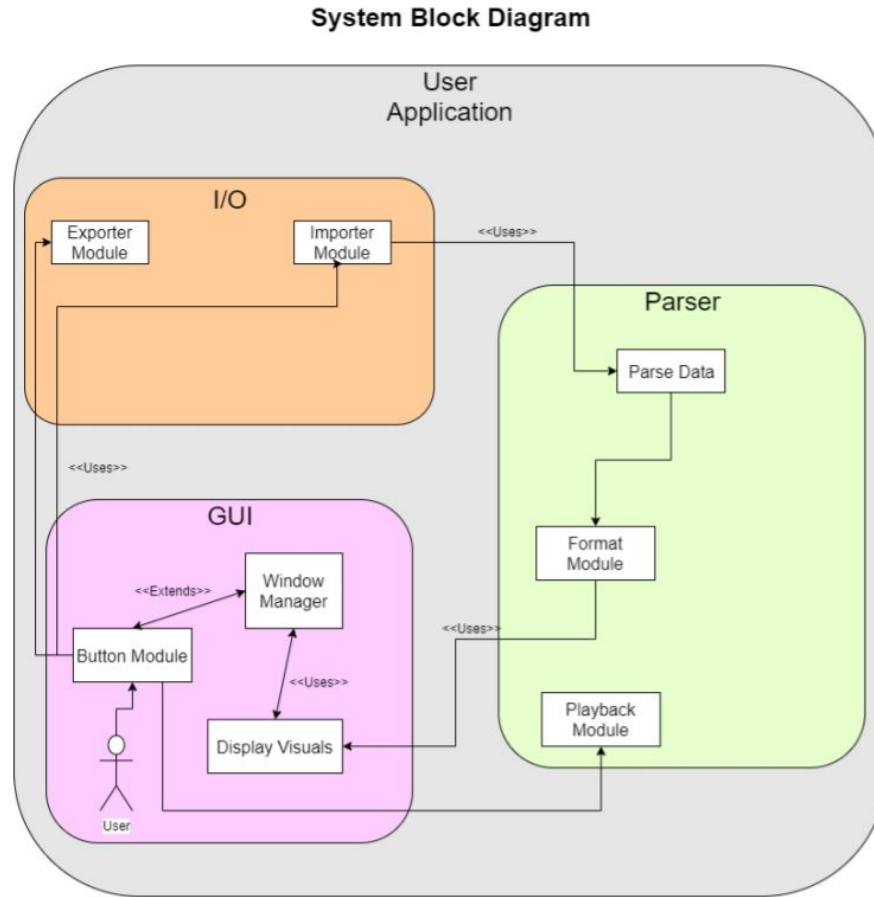 System Block Diagram
User
Application
I/O
Exporter
Module
Importer
Module
<<Uses>>
Parser
Parse Data
<<Uses>>
GUI
Format
Module
Window
Manager
<<Extends>>
<<Uses>>
Button Module
<<Uses>>
Playback
Module
Display Visuals
User